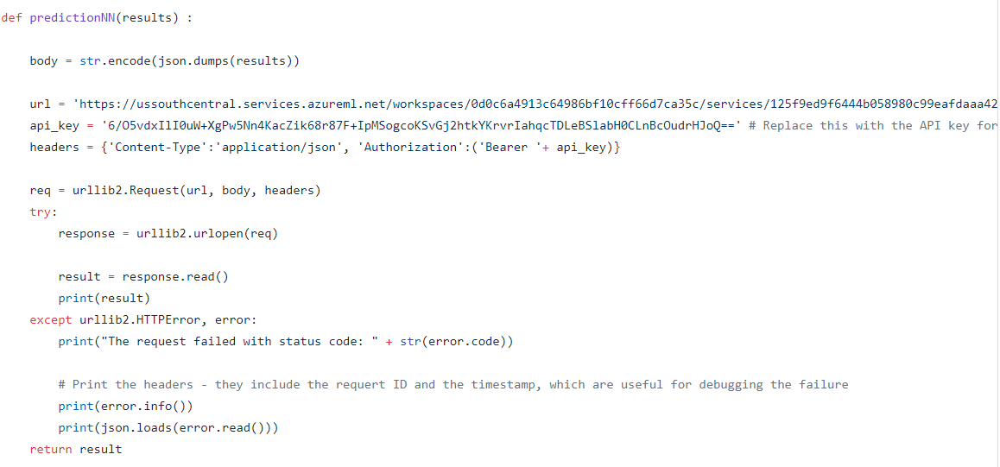 def predictionNN(results) :
body = str.encode(json.dumps(results))
url = 'https://ussouthcentral.services.azureml.net/workspaces/0d0c6a4913c64986bf10cff66d7ca35c/services/125f9ed9f6444b058980c99eafdaaa42
api_key = '6/O5vdxIlI0uW+XgPw5Nn4KacZik68r87F+IpMSogcoKSvGj2htkYKrvrIahqcTDLeBSlabH0CLnBcOudrHJoQ==' # Replace this with the API key for
headers = {'Content-Type':'application/json', 'Authorization':('Bearer '+ api_key)}
req = urllib2.Request(url, body, headers)
try:
response = urllib2.urlopen(req)
result = response.read()
print(result)
except urllib2.HTTPError, error:
print("The request failed with status code: " + str(error.code))
# Print the headers - they include the requert ID and the timestamp, which are useful for debugging the failure
print(error.info())
print(json.loads(error.read()))
return result